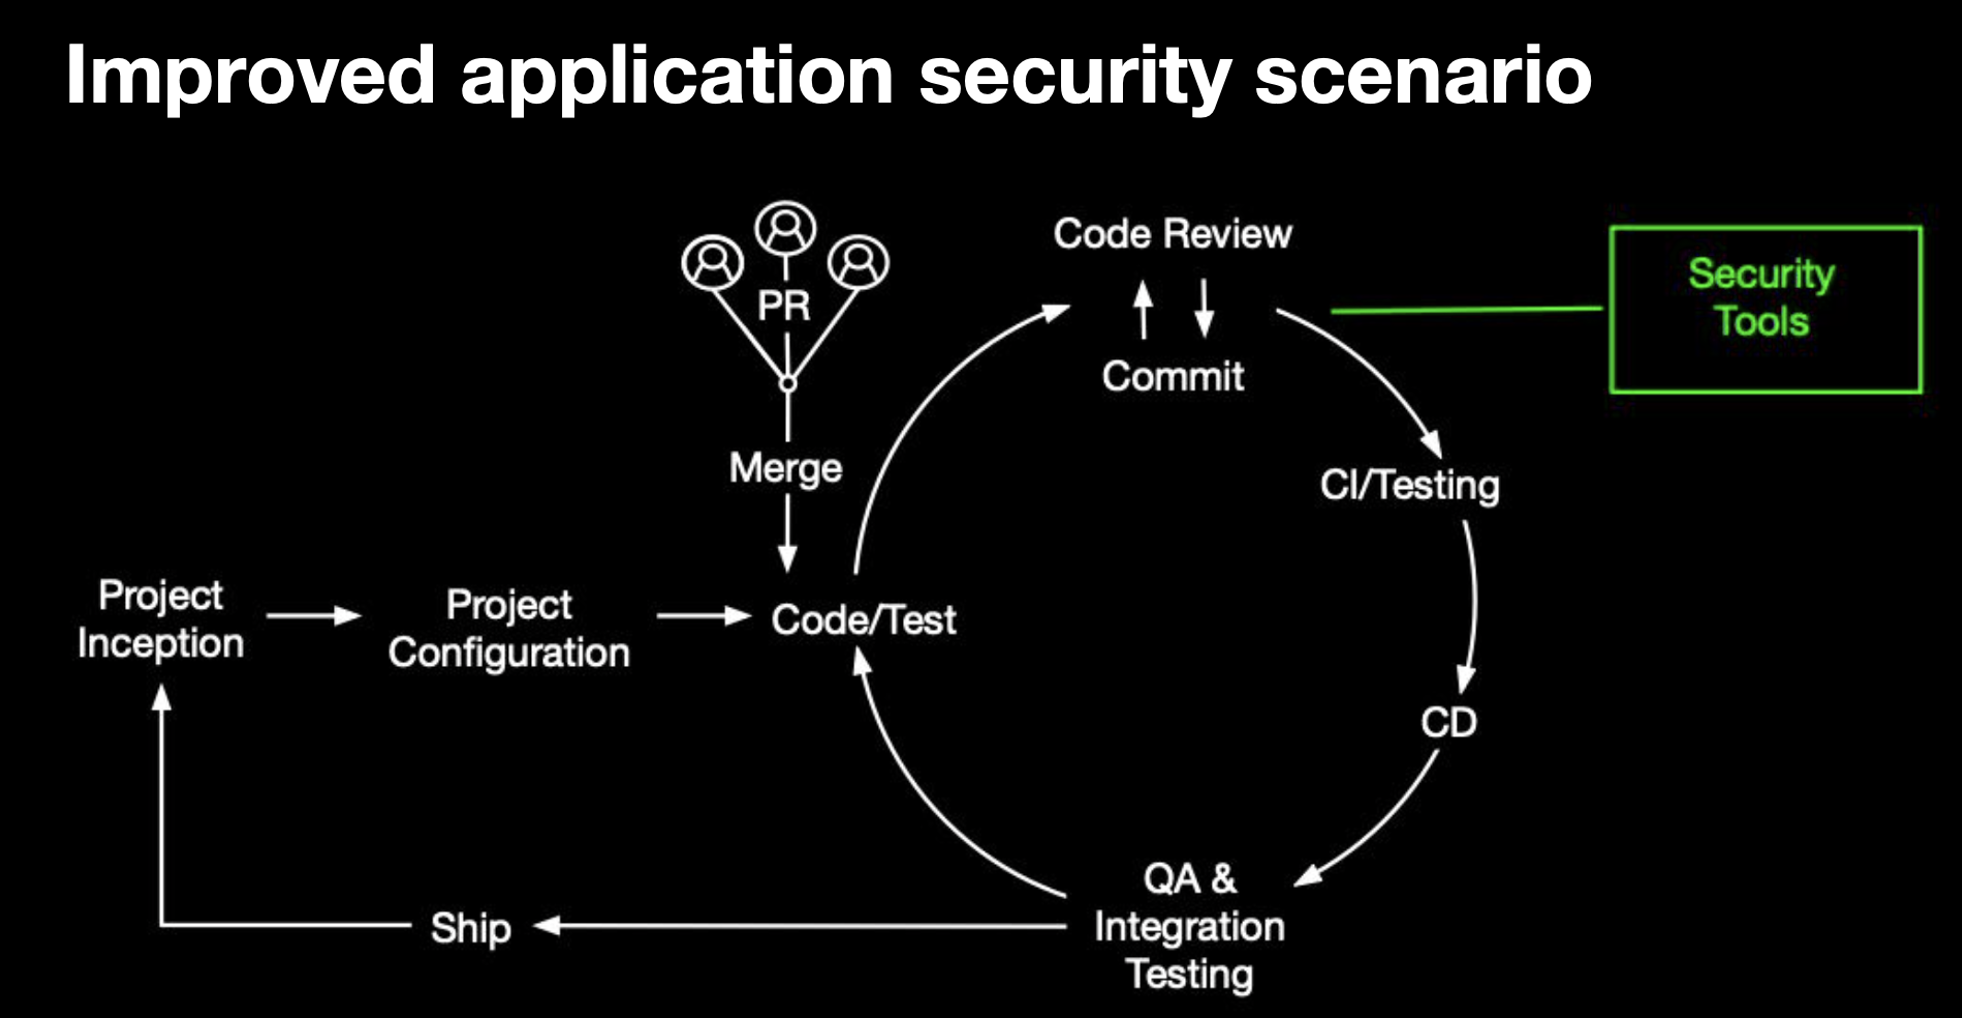 Improved application security scenario
PR
Merge
Code Review
Commit
Security
Tools
CI/Testing
Project
Inception
Project
Configuration
Code/Test
CD
QA &
Integration
Testing
Ship